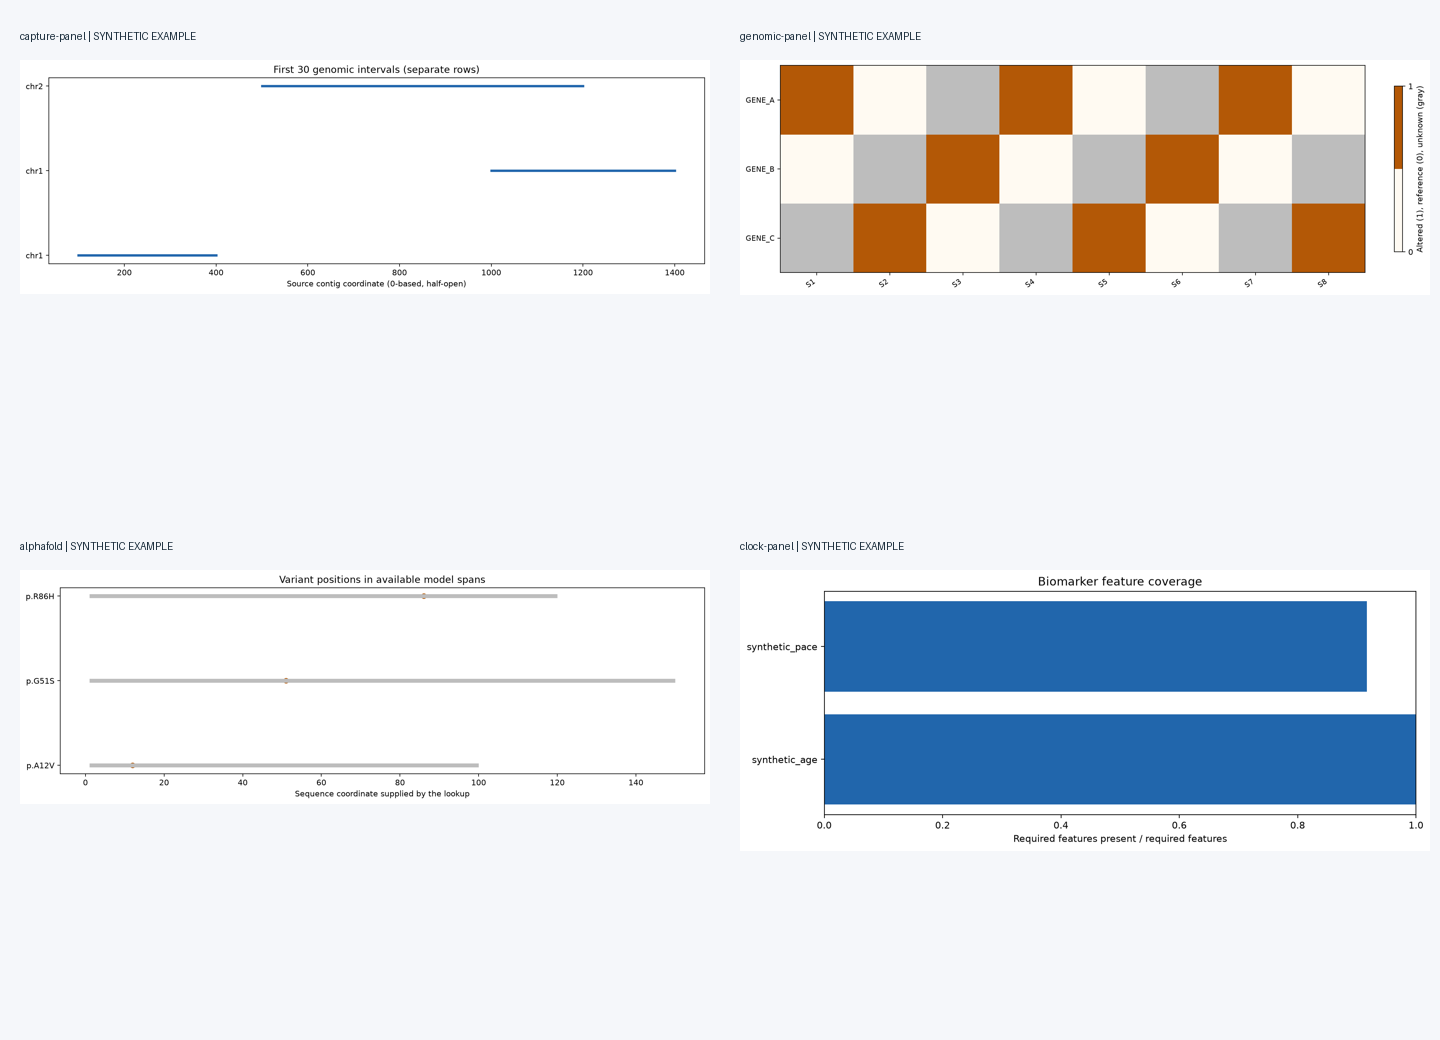 capture-panel | SYNTHETIC EXAMPLE
First 30 genomic intervals (separate rows)
chr2
chr1
chr1
200 400 600 800 1000 1200 1400
Source contig coordinate (0-based, half-open)
genomic-panel | SYNTHETIC EXAMPLE
GENE_A
GENE_B
GENE_C
S1 S2 S3 S4 S5 S6 S7 S8
1
0
Altered (1), reference (0), unknown (gray)
alphafold | SYNTHETIC EXAMPLE
Variant positions in available model spans
p.R86H
p.G51S
p.A12V
0 20 40 60 80 100 120 140
Sequence coordinate supplied by the lookup
clock-panel | SYNTHETIC EXAMPLE
Biomarker feature coverage
synthetic_pace
synthetic_age
0.0 0.2 0.4 0.6 0.8 1.0
Required features present / required features